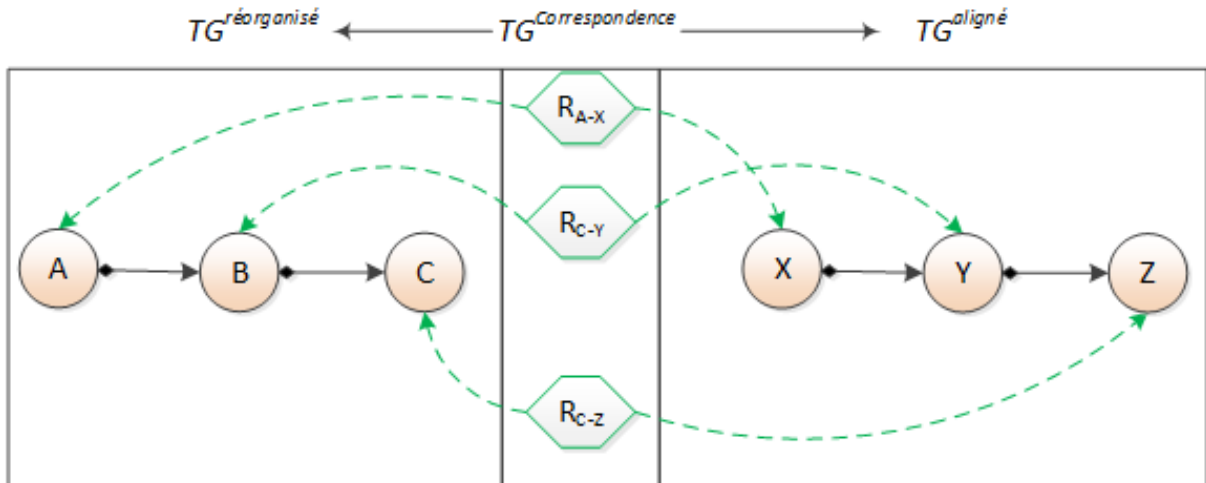 TG^réorganisé TG^Correspondence TG^aligné
R_A-X
R_C-Y
A B C X Y Z
R_C-Z